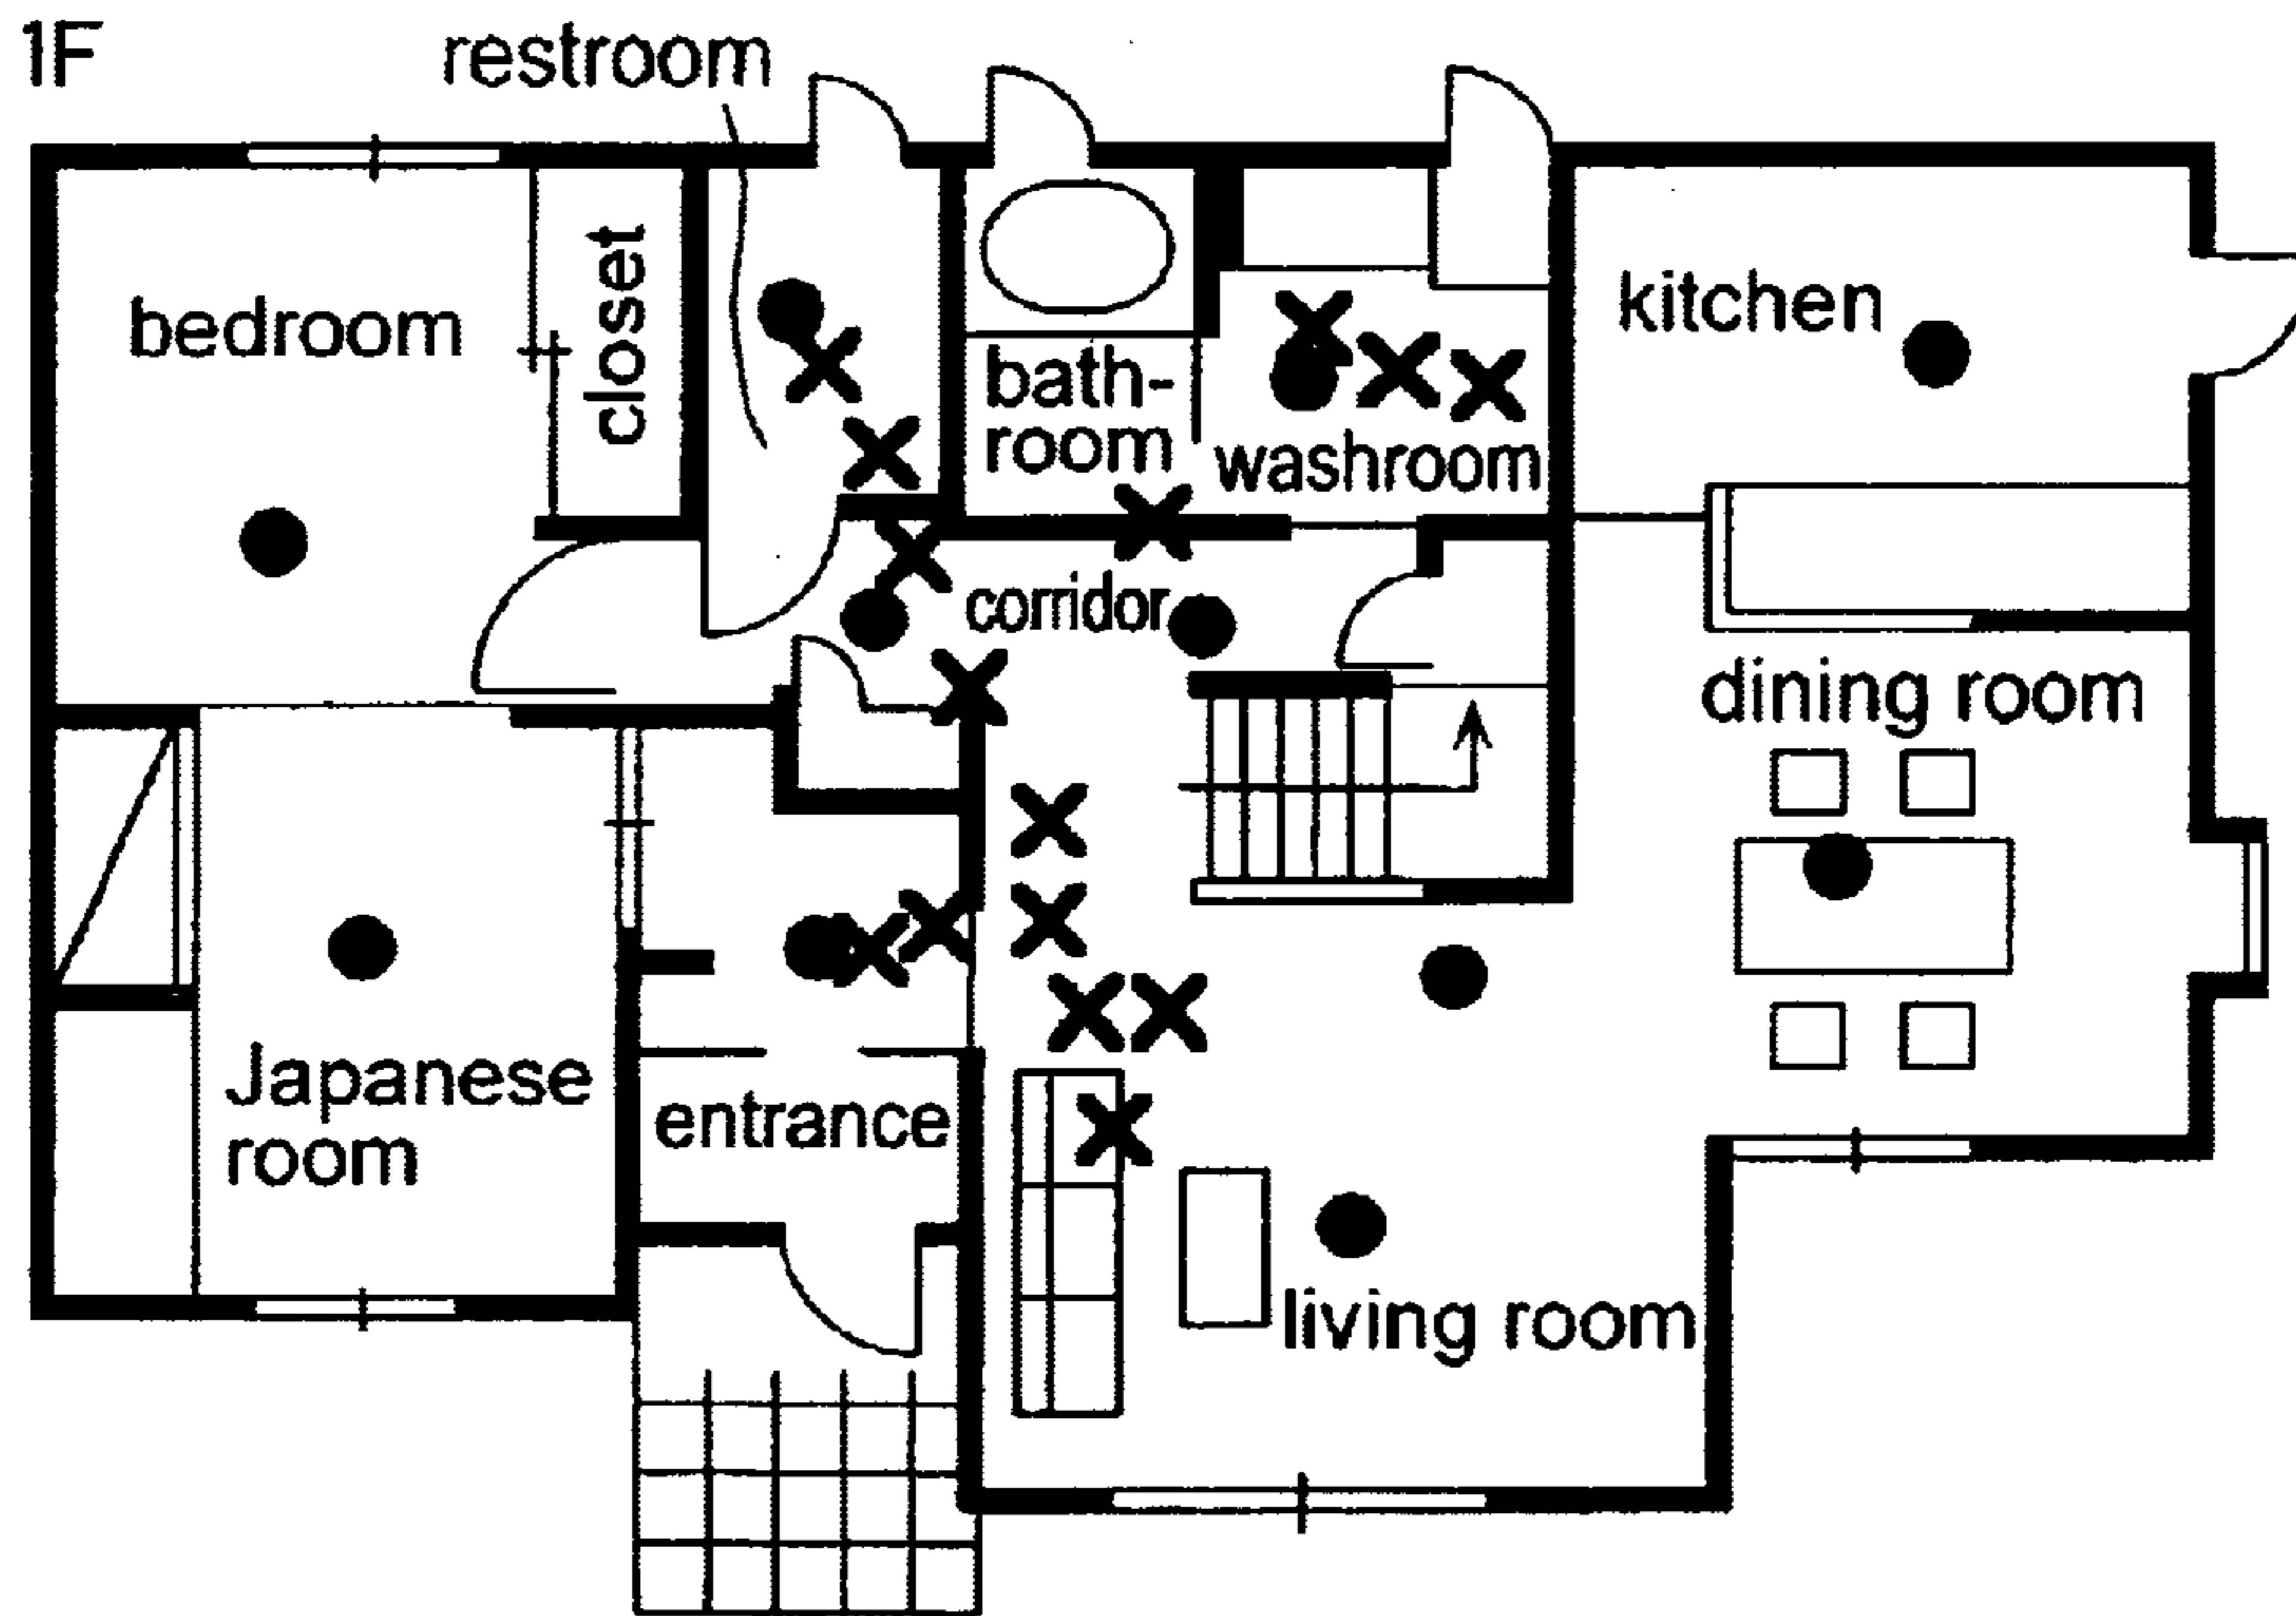 1F
restroom
bedroom
closet
bath-
room
washroom
kitchen
corridor
dining room
Japanese
room
entrance
living room